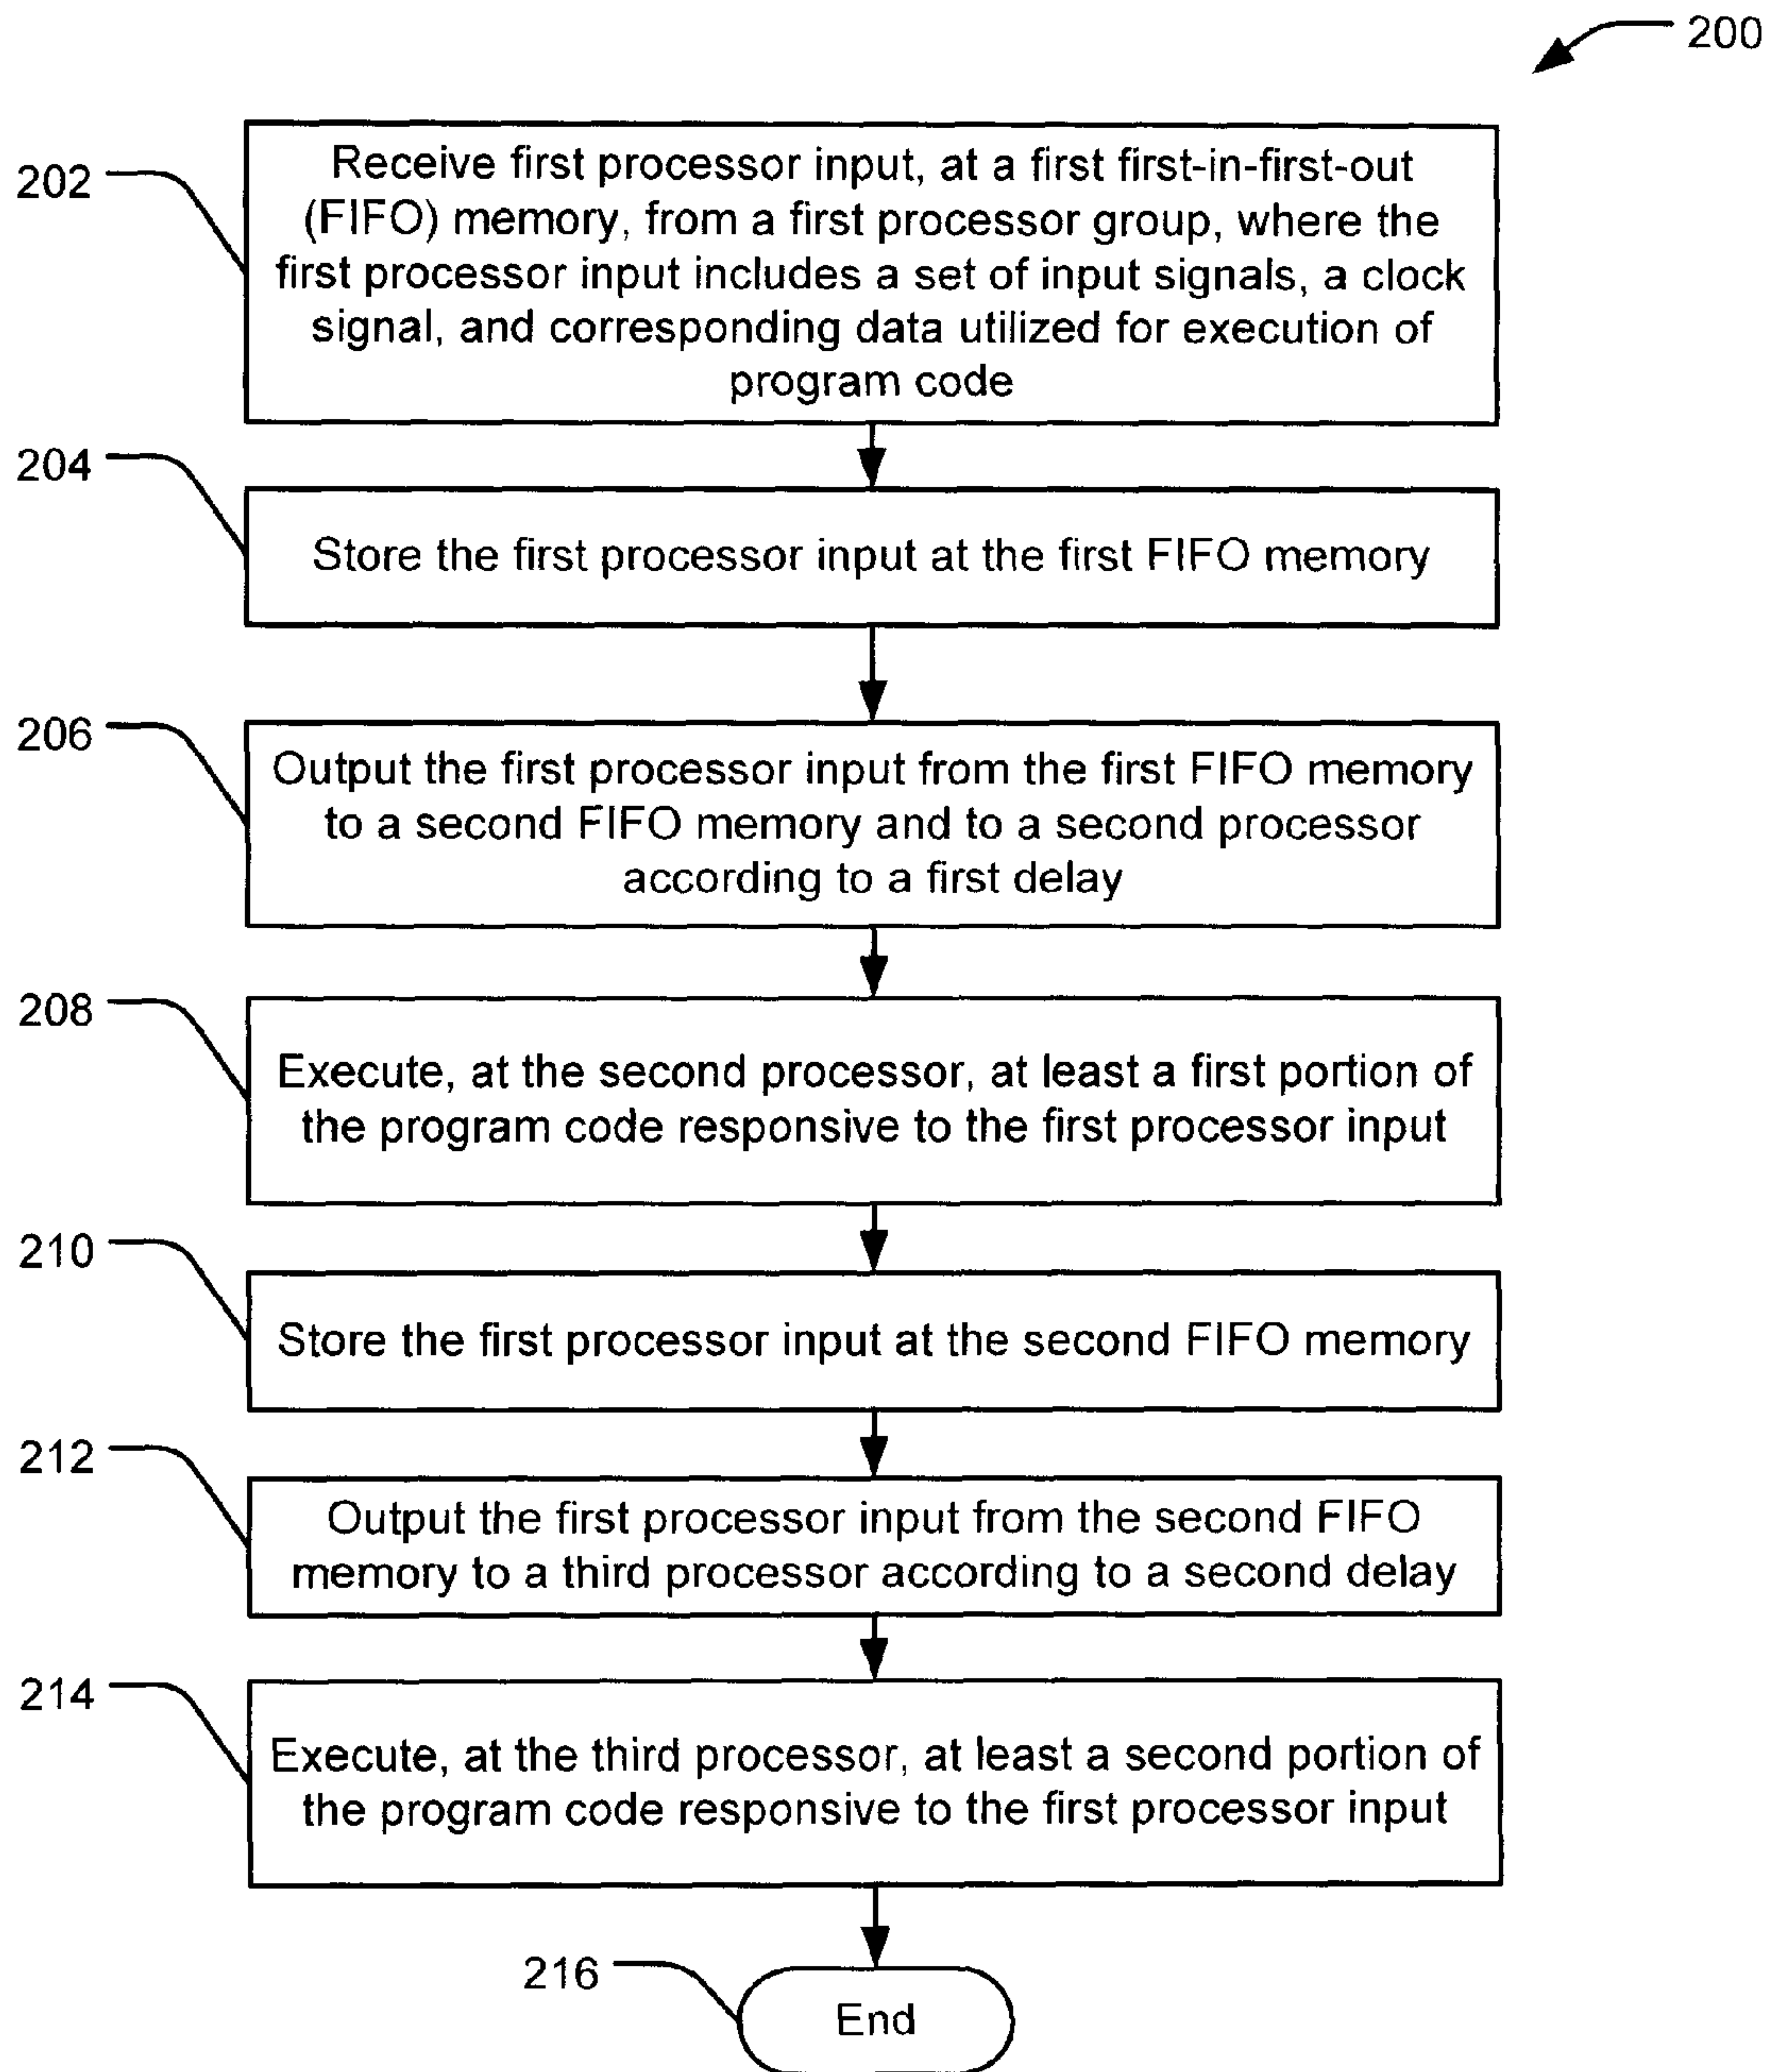 200
202
Receive first processor input, at a first first-in-first-out
(FIFO) memory, from a first processor group, where the
first processor input includes a set of input signals, a clock
signal, and corresponding data utilized for execution of
program code
204
Store the first processor input at the first FIFO memory
206
Output the first processor input from the first FIFO memory
to a second FIFO memory and to a second processor
according to a first delay
208
Execute, at the second processor, at least a first portion of
the program code responsive to the first processor input
210
Store the first processor input at the second FIFO memory
212
Output the first processor input from the second FIFO
memory to a third processor according to a second delay
214
Execute, at the third processor, at least a second portion of
the program code responsive to the first processor input
216
End